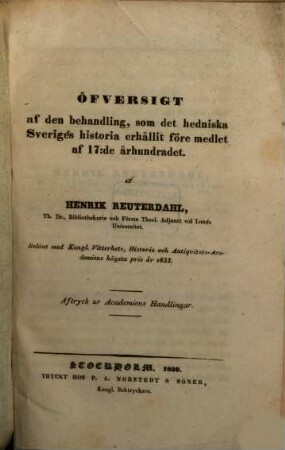 ÖFVERSIGT
af den behandling, som det hedniska
Sveriges historia erhållit före medlet
af 17:de århundradet.
af
HENRIK REUTERDAHL,
Th. Dr., Bibliothekarie och Förste Theol. Adjunct vid Lunds
Universitet.
Belönt med Kongl. Vitterhets, Historie och Antiqvitets-Aca-
demiens högsta pris år 1832.
Aftryck ur Academiens Handlingar.
STOCKHOLM. 1839.
TRYCKT HOS P. A. NORSTEDT & SÖNER,
Kongl. Boktryckare.